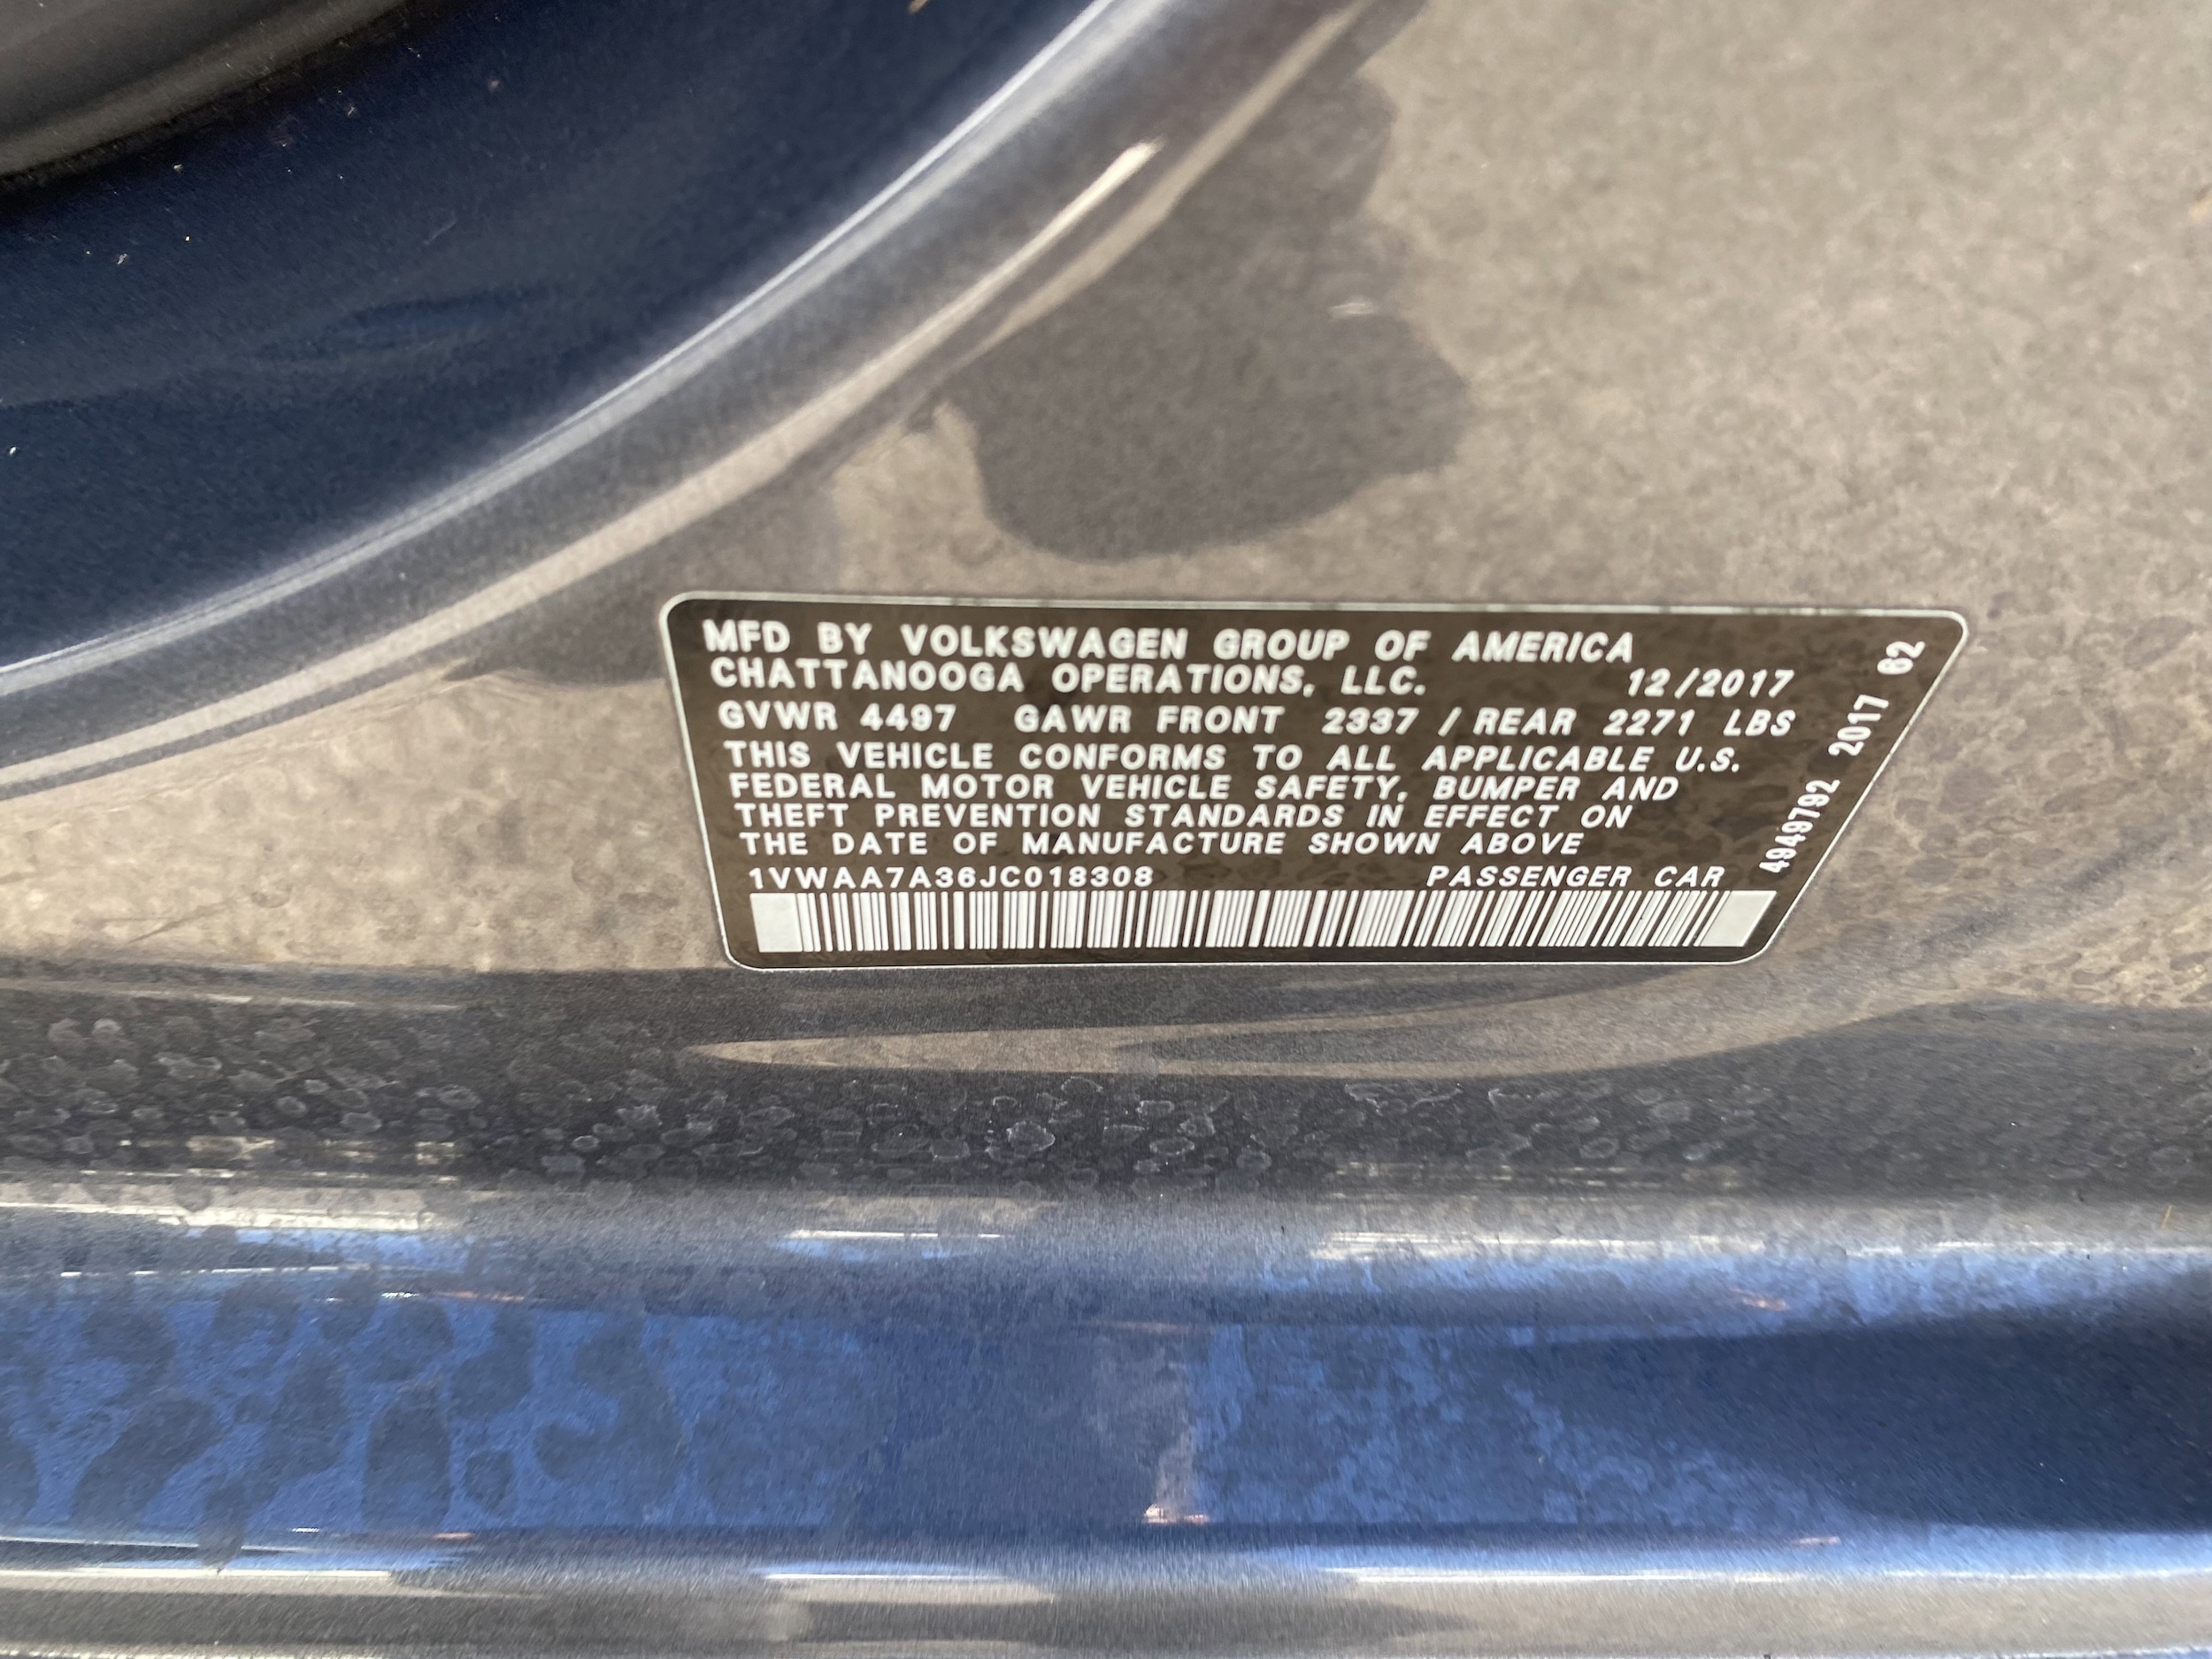 MFD BY VOLKSWAGEN GROUP OF AMERICA
CHATTANOOGA OPERATIONS, LLC. 12/2017
GVWR 4497 GAWR FRONT 2337 / REAR 2271 LBS
THIS VEHICLE CONFORMS TO ALL APPLICABLE U.S.
FEDERAL MOTOR VEHICLE SAFETY, BUMPER AND
THEFT PREVENTION STANDARDS IN EFFECT ON
THE DATE OF MANUFACTURE SHOWN ABOVE
1VWAA7A36JC018308 PASSENGER CAR
4949792 2017 62